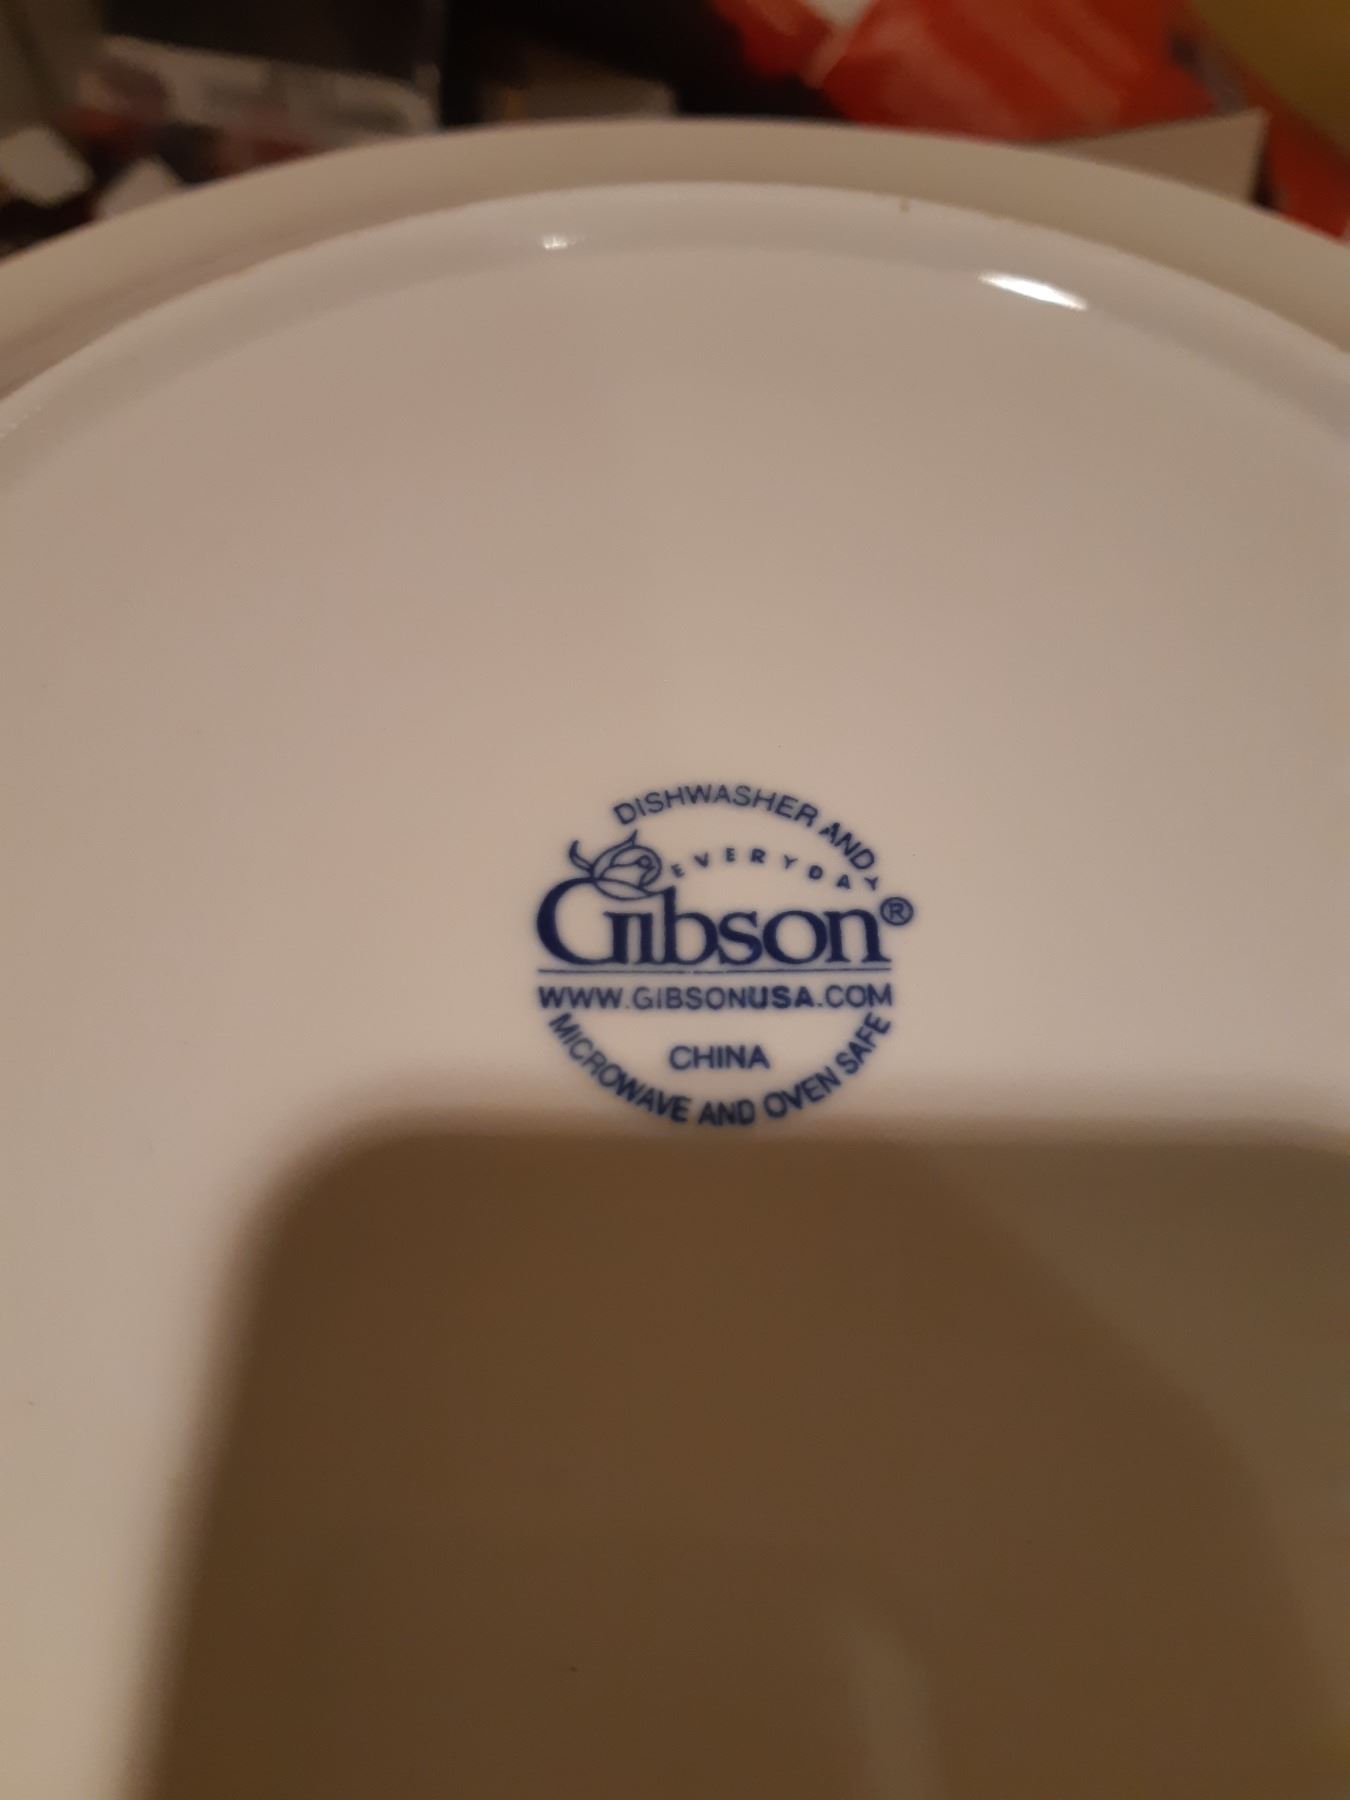 DISHWASHER AND
EVERYDAY
Gibson®
WWW.GIBSONUSA.COM
CHINA
MICROWAVE AND OVEN SAFE